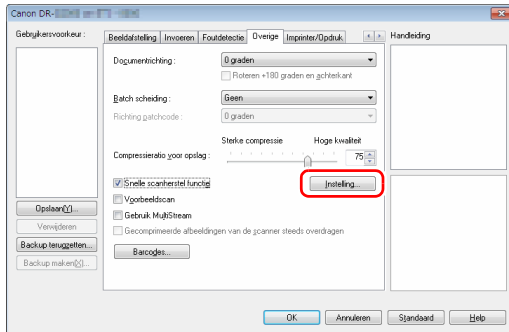 Canon DR-
Gebruikersvoorkeur :
Opslaan(Y)...
Verwijderen
Backup terugzetten...
Backup maken(X)...
Beeldafstelling Invoeren Foutdetectie Overige Imprinter/Opdruk
Documentrichting : 0 graden
Roteren +180 graden en achterkant
Batch scheiding : Geen
Richting patchcode : 0 graden
Sterke compressie Hoge kwaliteit
Compressieratio voor opslag : 75
Snelle scanherstel functie Instelling...
Voorbeeldscan
Gebruik MultiStream
Gecomprimeerde afbeeldingen van de scanner steeds overdragen
Barcodes...
Handleiding
OK Annuleren Standaard Help